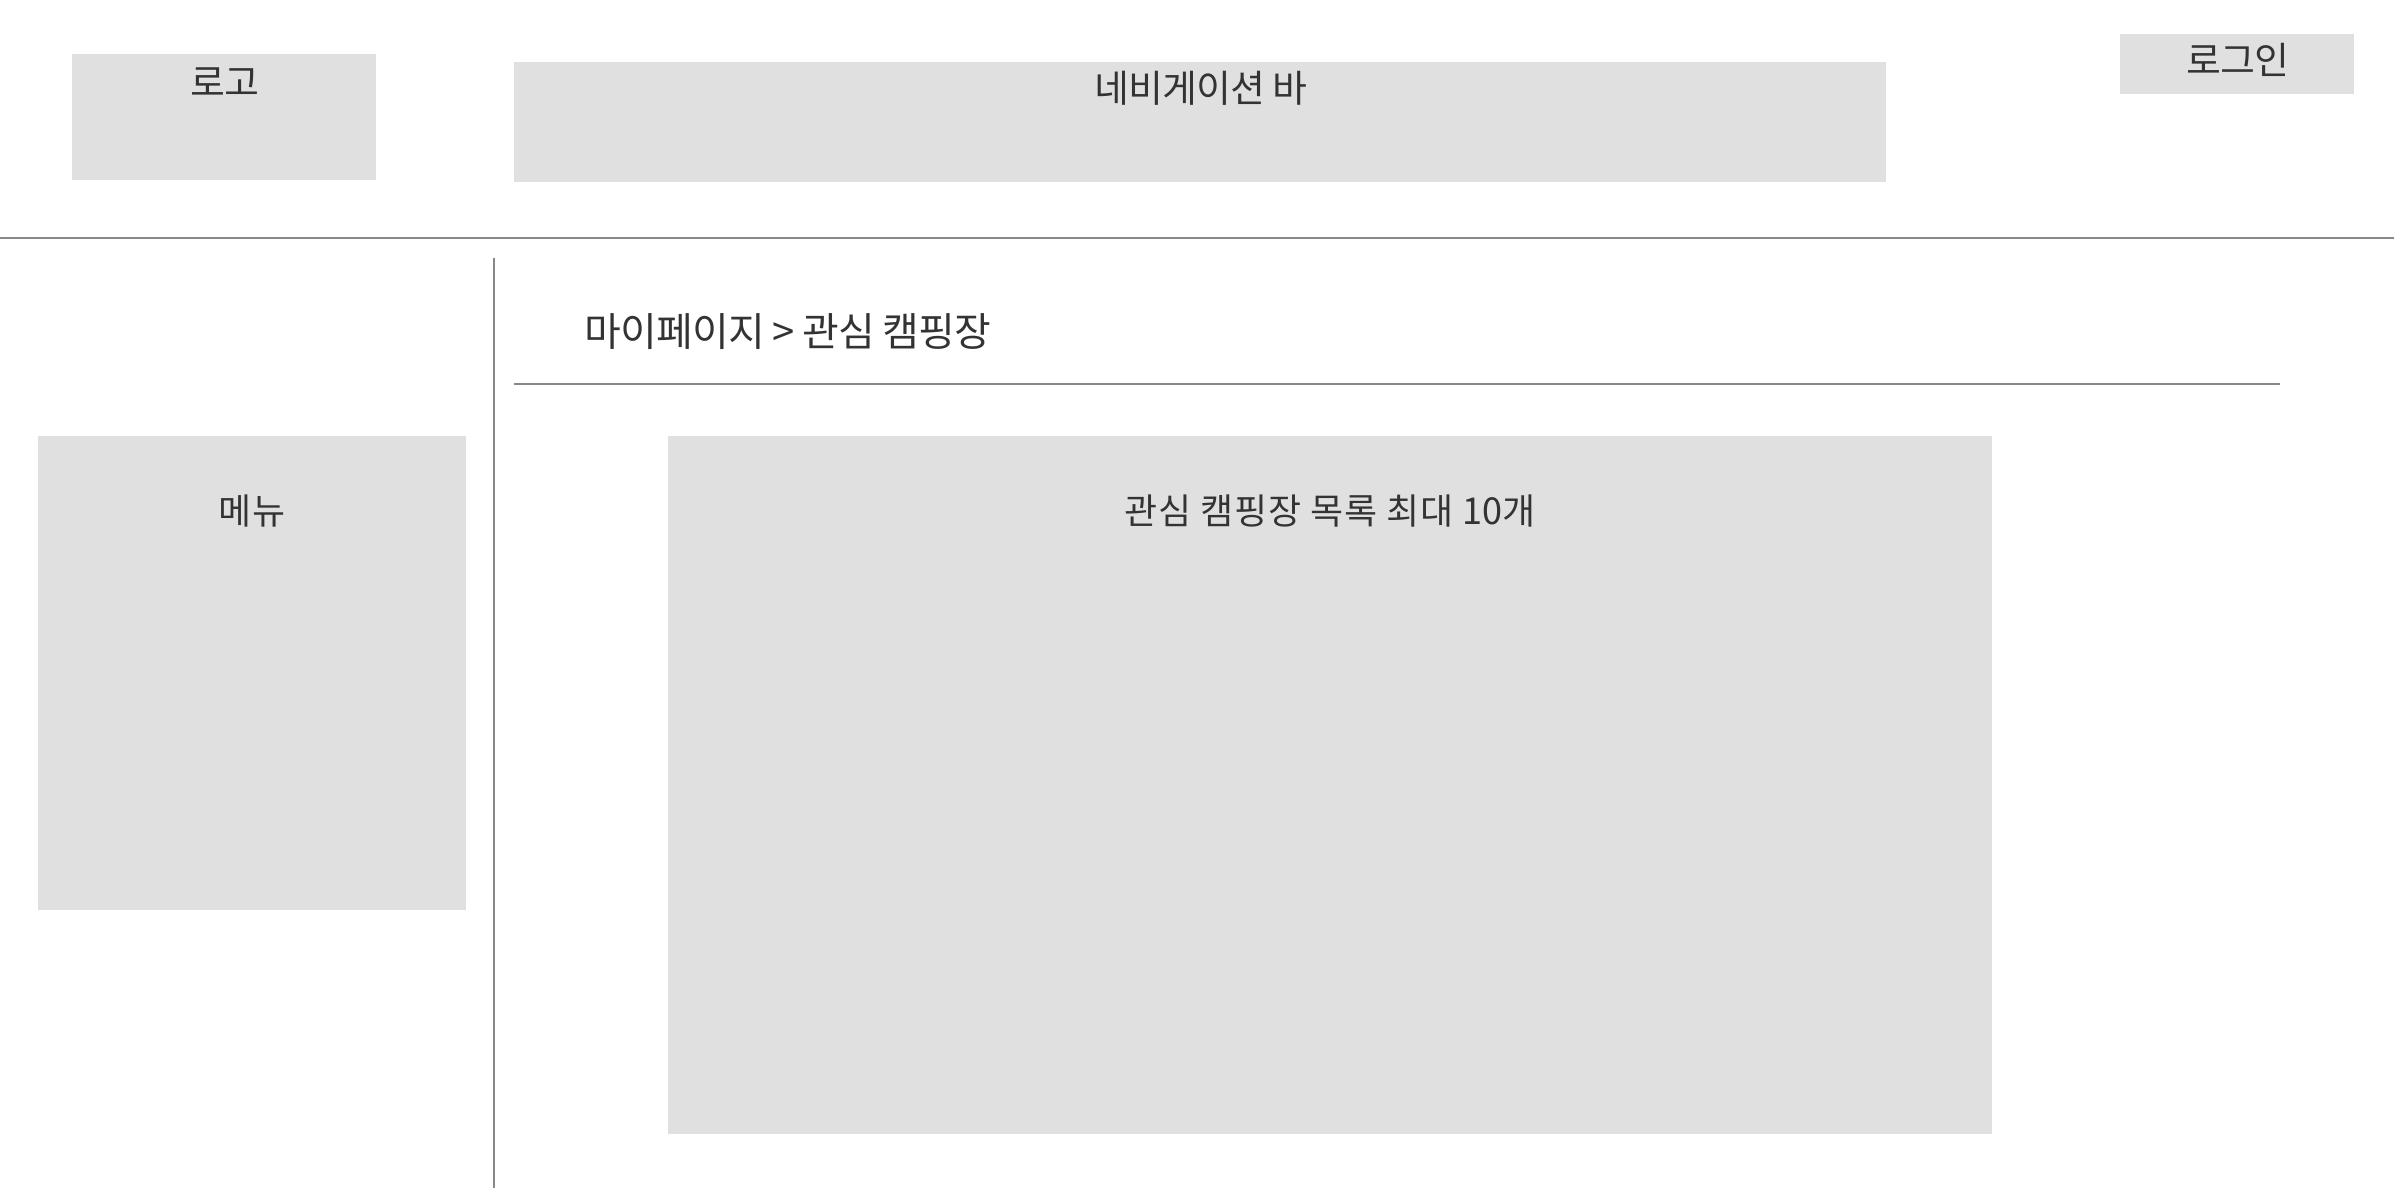 로고
네비게이션 바
로그인
마이페이지 > 관심 캠핑장
메뉴
관심 캠핑장 목록 최대 10개